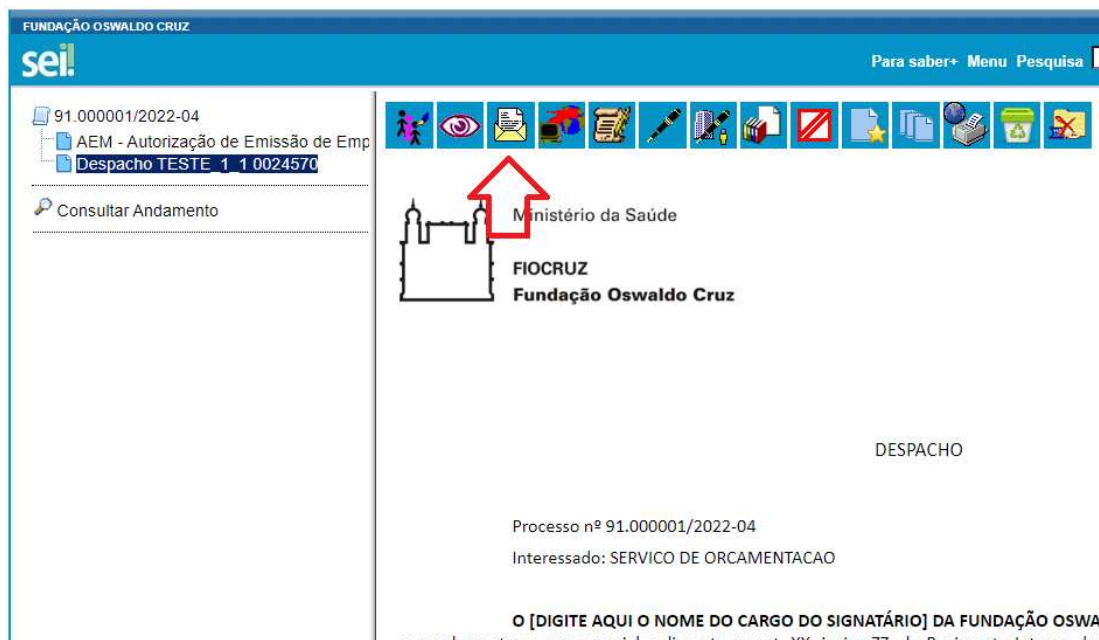 FUNDAÇÃO OSWALDO CRUZ
sei!
Para saber+ Menu Pesquisa
91.000001/2022-04
AEM - Autorização de Emissão de Emp
Despacho TESTE_1_1 0024570
Consultar Andamento
Ministério da Saúde
FIOCRUZ
Fundação Oswaldo Cruz
DESPACHO
Processo nº 91.000001/2022-04
Interessado: SERVICO DE ORCAMENTACAO
O [DIGITE AQUI O NOME DO CARGO DO SIGNATÁRIO] DA FUNDAÇÃO OSWA